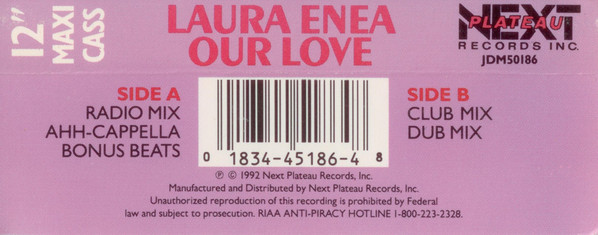 12” MAXI CASS
LAURA ENEA
OUR LOVE
NEXT PLATEAU
RECORDS INC.
JDM50186
SIDE A
RADIO MIX
AHH-CAPPELLA
BONUS BEATS
SIDE B
CLUB MIX
DUB MIX
0 1834-45186-4 8
℗ © 1992 Next Plateau Records, Inc.
Manufactured and Distributed by Next Plateau Records, Inc.
Unauthorized reproduction of this recording is prohibited by Federal
law and subject to prosecution. RIAA ANTI-PIRACY HOTLINE 1-800-223-2328.